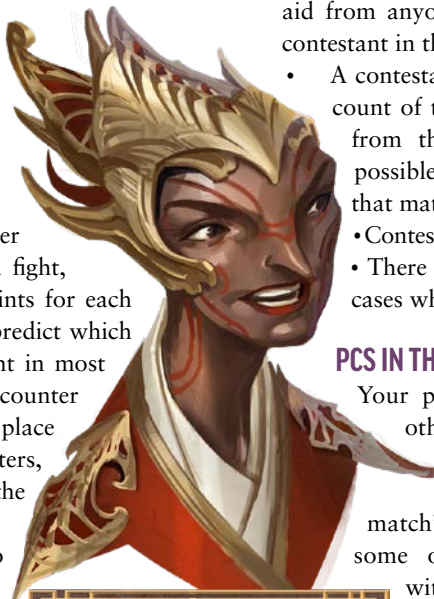 er
fight,
ints for each
predict which
nt in most
counter
place
ters,
the
o
aid from anyo
contestant in th
• A contesta
count of t
from th
possible
that mat
•Contes
• There
cases wh
PCS IN TH
Your p
oth
match'
some o
wit